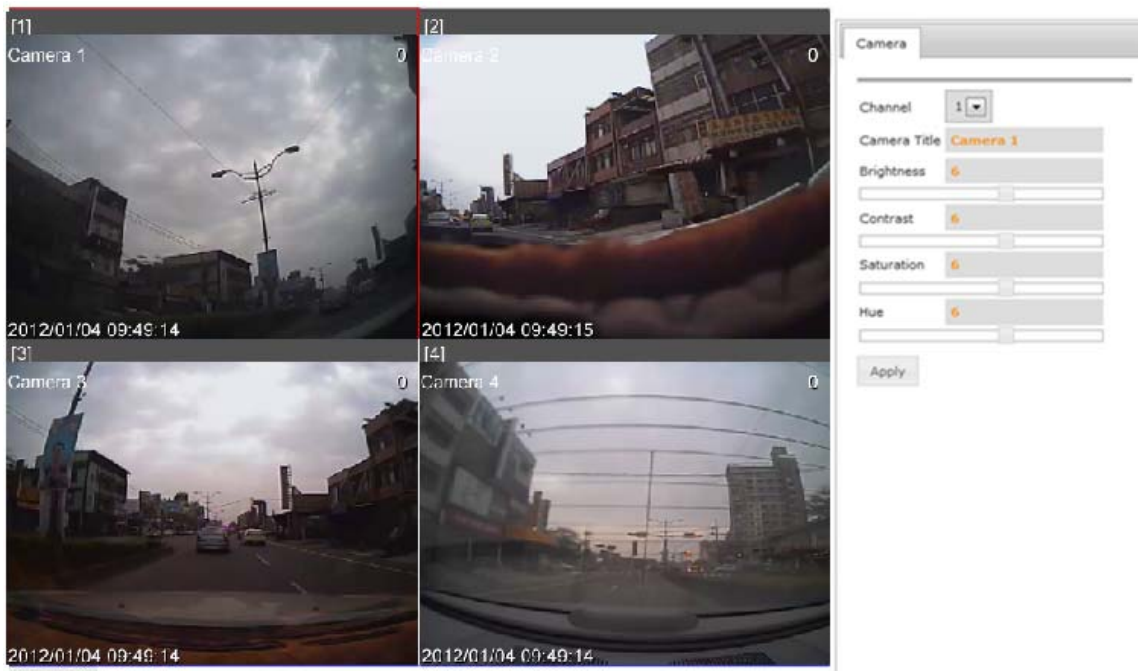 [1]
Camera 1 0
2012/01/04 09:49:14
[2]
Camera 2 0
2012/01/04 09:49:15
[3]
Camera 3 0
2012/01/04 09:49:14
[4]
Camera 4 0
2012/01/04 09:49:14
Camera
Channel 1
Camera Title Camera 1
Brightness 6
Contrast 6
Saturation 6
Hue 6
Apply